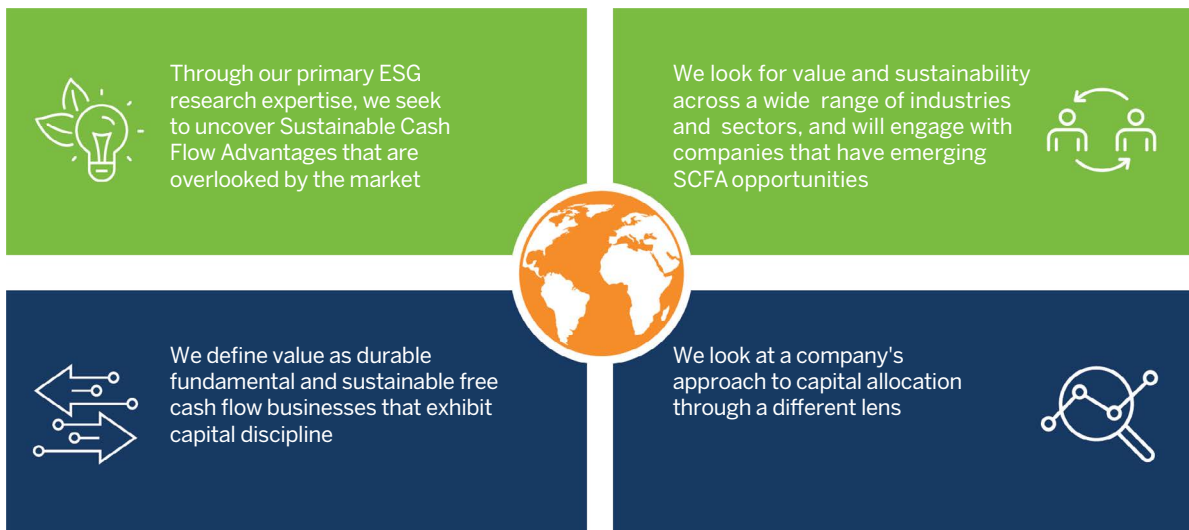 Through our primary ESG
research expertise, we seek
to uncover Sustainable Cash
Flow Advantages that are
overlooked by the market
We look for value and sustainability
across a wide range of industries
and sectors, and will engage with
companies that have emerging
SCFA opportunities
We define value as durable
fundamental and sustainable free
cash flow businesses that exhibit
capital discipline
We look at a company's
approach to capital allocation
through a different lens